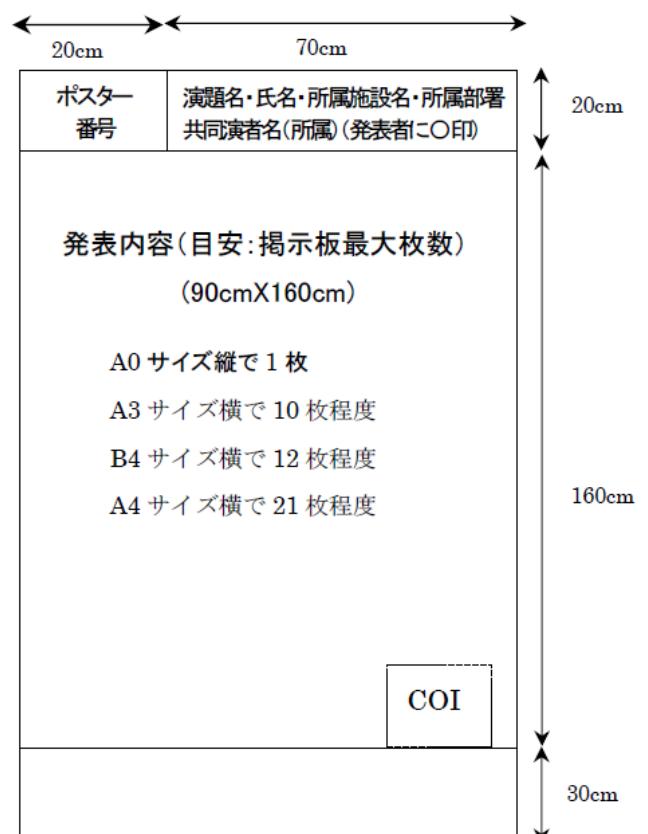 20cm
70cm
ポスター
番号
演題名・氏名・所属施設名・所属部署
共同演者名(所属)(発表者に〇印)
20cm
発表内容(目安:掲示板最大枚数)
(90cmX160cm)
A0 サイズ縦で 1 枚
A3 サイズ横で 10 枚程度
B4 サイズ横で 12 枚程度
A4 サイズ横で 21 枚程度
160cm
COI
30cm